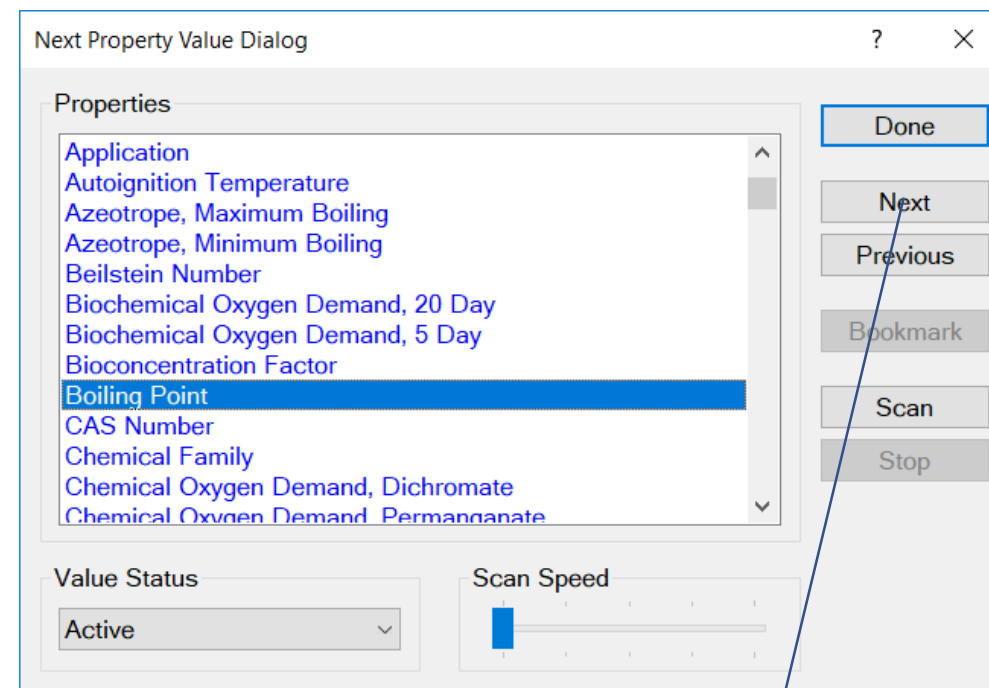 Next Property Value Dialog
?
Properties
Application
Autoignition Temperature
Azeotrope, Maximum Boiling
Azeotrope, Minimum Boiling
Beilstein Number
Biochemical Oxygen Demand, 20 Day
Biochemical Oxygen Demand, 5 Day
Bioconcentration Factor
Boiling Point
CAS Number
Chemical Family
Chemical Oxygen Demand, Dichromate
Chemical Oxygen Demand, Permanganate
Done
Next
Previous
Bookmark
Scan
Stop
Value Status
Active
Scan Speed